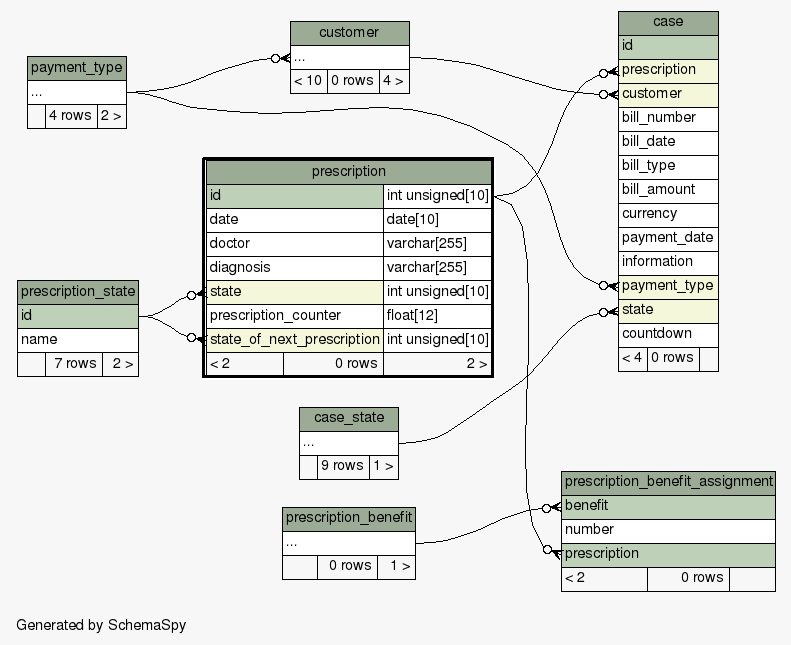 customer
...
< 10 0 rows 4 >
payment_type
...
4 rows 2 >
case
id
prescription
customer
bill_number
bill_date
bill_type
bill_amount
currency
payment_date
information
payment_type
state
countdown
< 4 0 rows
prescription
id int unsigned[10]
date date[10]
doctor varchar[255]
diagnosis varchar[255]
state int unsigned[10]
prescription_counter float[12]
state_of_next_prescription int unsigned[10]
< 2 0 rows 2 >
prescription_state
id
name
7 rows 2 >
case_state
...
9 rows 1 >
prescription_benefit
...
0 rows 1 >
prescription_benefit_assignment
benefit
number
prescription
< 2 0 rows
Generated by SchemaSpy